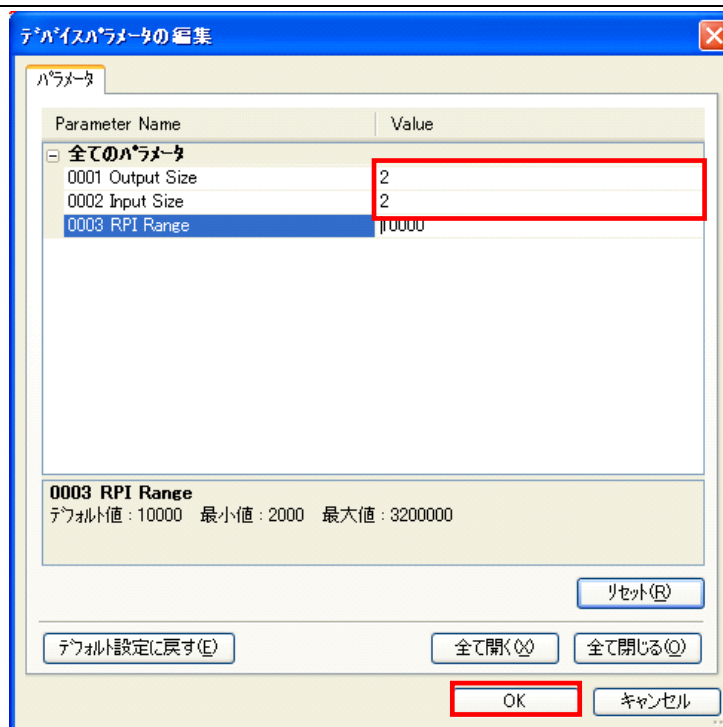 ﾃﾞﾊﾞｲｽﾊﾟﾗﾒｰﾀの編集
ﾊﾟﾗﾒｰﾀ
Parameter Name Value
全てのﾊﾟﾗﾒｰﾀ
0001 Output Size 2
0002 Input Size 2
0003 RPI Range 10000
0003 RPI Range
ﾃﾞﾌｫﾙﾄ値 : 10000 最小値 : 2000 最大値 : 3200000
ﾘｾｯﾄ(R)
ﾃﾞﾌｫﾙﾄ設定に戻す(E) 全て開く(X) 全て閉じる(O)
OK ｷｬﾝｾﾙ